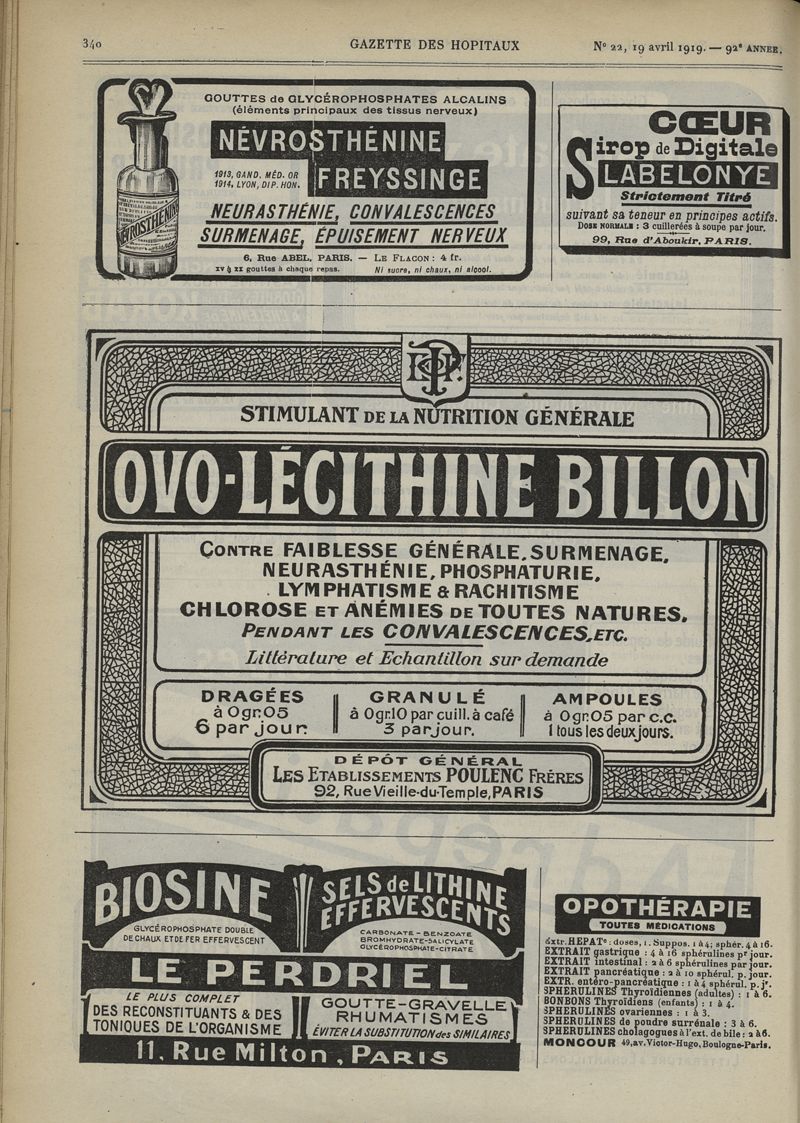 340 GAZETTE DES HOPITAUX N° 22, 19 avril 1919. — 92e ANNÉE.
GOUTTES de GLYCÉROPHOSPHATES ALCALINS
(éléments principaux des tissus nerveux)
NÉVROSTHÉNINE
1913, GAND. MÉD. OR
1914, LYON, DIP. HON.
FREYSSINGE
NEURASTHÉNIE, CONVALESCENCES
SURMENAGE, ÉPUISEMENT NERVEUX
6, Rue ABEL, PARIS. — LE FLACON : 4 fr.
XV à XX gouttes à chaque repas. Ni sucre, ni chaux, ni alcool.
NÉVROSTHÉNINE
CŒUR
Sirop de Digitale
LABELONYE
Strictement Titré
suivant sa teneur en principes actifs.
DOSE NORMALE : 3 cuillerées à soupe par jour.
99, Rue d'Aboukir, PARIS.
STIMULANT DE LA NUTRITION GÉNÉRALE
OVO-LÉCITHINE BILLON
CONTRE FAIBLESSE GÉNÉRALE, SURMENAGE,
NEURASTHÉNIE, PHOSPHATURIE,
LYMPHATISME & RACHITISME
CHLOROSE ET ANÉMIES DE TOUTES NATURES,
PENDANT LES CONVALESCENCES, ETC.
Littérature et Echantillon sur demande
DRAGÉES
à 0gr.05
6 par jour.
GRANULÉ
à 0gr.10 par cuill. à café
3 par jour.
AMPOULES
à 0gr.05 par c.c.
1 tous les deux jours.
DÉPÔT GÉNÉRAL
LES ETABLISSEMENTS POULENC FRÈRES
92, Rue Vieille-du-Temple, PARIS
BIOSINE
GLYCÉROPHOSPHATE DOUBLE
DE CHAUX ET DE FER EFFERVESCENT
SELS de LITHINE
EFFERVESCENTS
CARBONATE - BENZOATE
BROMHYDRATE - SALICYLATE
GLYCÉROPHOSPHATE - CITRATE
LE PERDRIEL
LE PLUS COMPLET
DES RECONSTITUANTS & DES
TONIQUES DE L'ORGANISME
GOUTTE - GRAVELLE
RHUMATISMES
ÉVITER LA SUBSTITUTION des SIMILAIRES
11, Rue Milton, PARIS
OPOTHÉRAPIE
TOUTES MÉDICATIONS
Extr. HEPATe : doses, 1. Suppos. 1 à 4; sphér. 4 à 16.
EXTRAIT gastrique : 4 à 16 sphérulines pr jour.
EXTRAIT intestinal : 2 à 6 sphérulines par jour.
EXTRAIT pancréatique : 2 à 10 sphérul. p. jour.
EXTR. entéro-pancréatique : 1 à 4 sphérul. p. jr.
SPHERULINES Thyroïdiennes (adultes) : 1 à 6.
BONBONS Thyroïdiens (enfants) : 1 à 4.
SPHERULINES ovariennes : 1 à 3.
SPHERULINES de poudre surrénale : 3 à 6.
SPHERULINES cholagogues à l'ext. de bile : 2 à 6.
MONCOUR 49, av. Victor-Hugo, Boulogne-Paris.